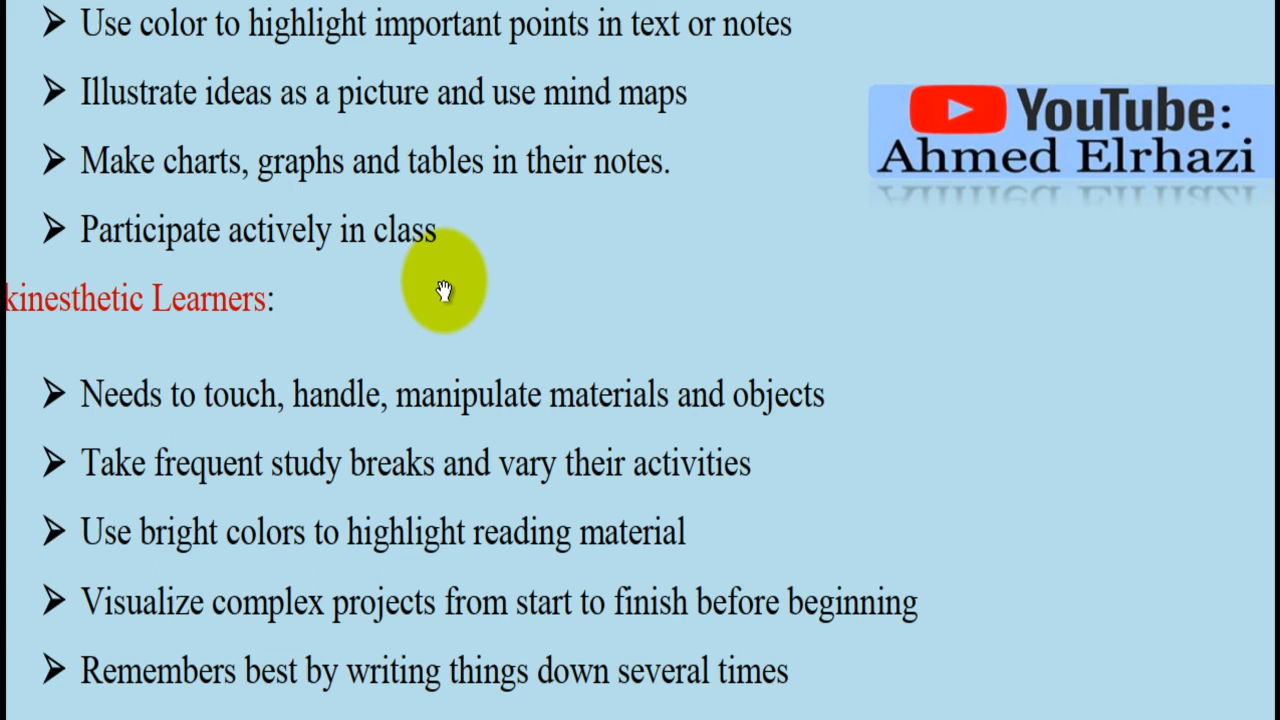 ➢ Use color to highlight important points in text or notes
➢ Illustrate ideas as a picture and use mind maps
YouTube:
Ahmed Elrhazi
➢ Make charts, graphs and tables in their notes.
➢ Participate actively in class
kinesthetic Learners:
➢ Needs to touch, handle, manipulate materials and objects
➢ Take frequent study breaks and vary their activities
➢ Use bright colors to highlight reading material
➢ Visualize complex projects from start to finish before beginning
➢ Remembers best by writing things down several times